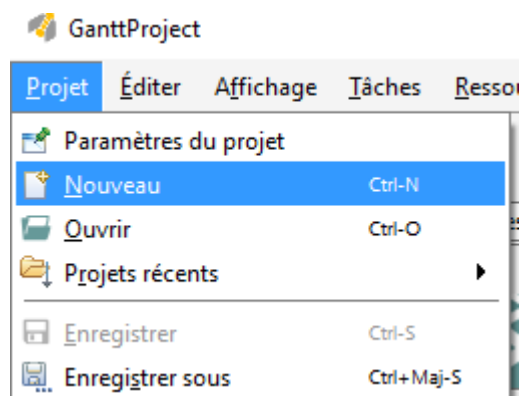 GanttProject
Projet Éditer Affichage Tâches
Paramètres du projet
Nouveau Ctrl-N
Ouvrir Ctrl-O
Projets récents
Enregistrer Ctrl-S
Enregistrer sous Ctrl+Maj-S